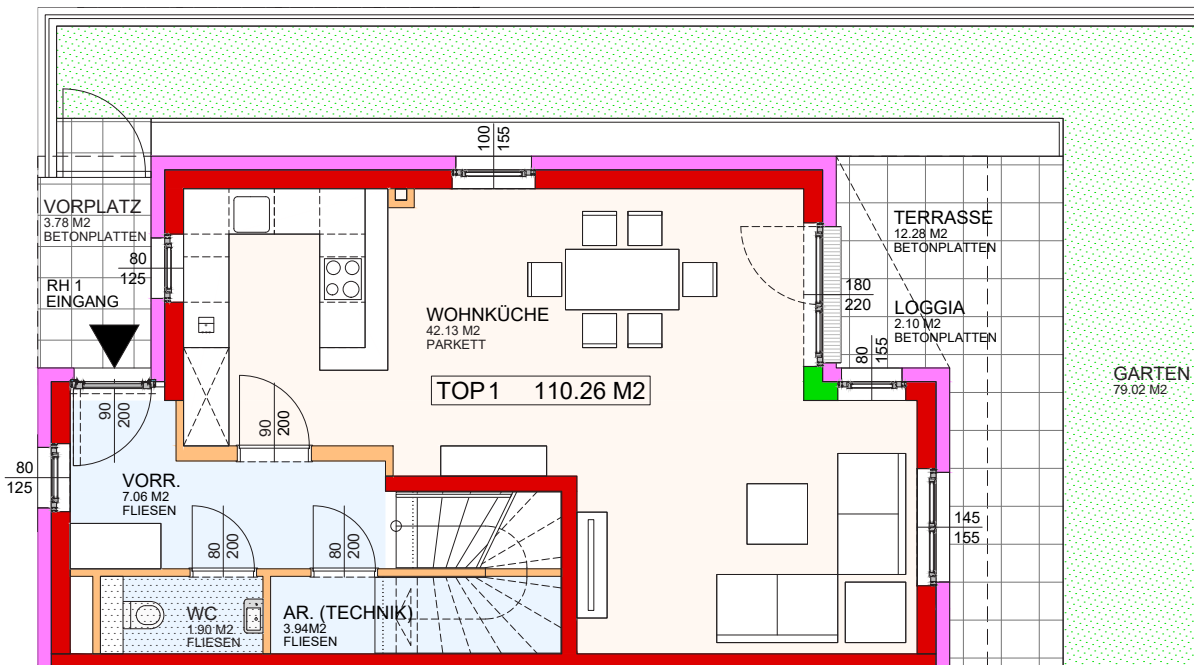 100
155
VORPLATZ
3.78 M2
BETONPLATTEN
80
125
RH 1
EINGANG
TERRASSE
12.28 M2
BETONPLATTEN
180
220
LOGGIA
2.10 M2
BETONPLATTEN
80
155
WOHNKÜCHE
42.13 M2
PARKETT
TOP 1 110.26 M2
GARTEN
79.02 M2
90
200
90
200
80
125
VORR.
7.06 M2
FLIESEN
80
200
80
200
145
155
WC
1.90 M2
FLIESEN
AR. (TECHNIK)
3.94M2
FLIESEN